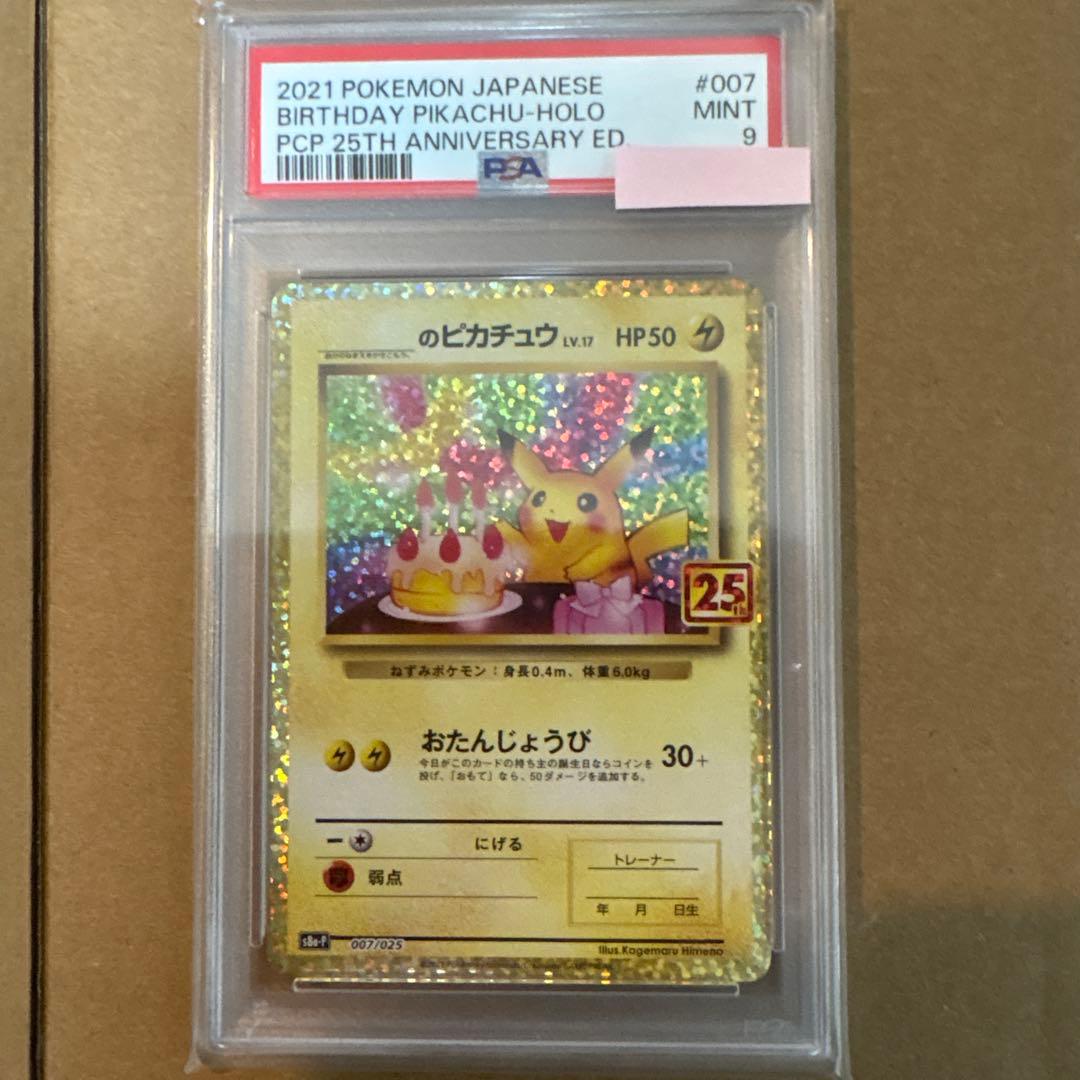 2021 POKEMON JAPANESE #007
BIRTHDAY PIKACHU-HOLO MINT
PCP 25TH ANNIVERSARY ED. 9
PSA
のピカチュウ LV.17 HP50
25th
ねずみポケモン：身長0.4m、体重6.0kg
おたんじょうび 30+
今日がこのカードの持ち主の誕生日ならコインを
投げ、「おもて」なら、50ダメージを追加する。
ー にげる
弱点
トレーナー
年 月 日生
s8a-P 007/025
Illus.Kagemaru Himeno